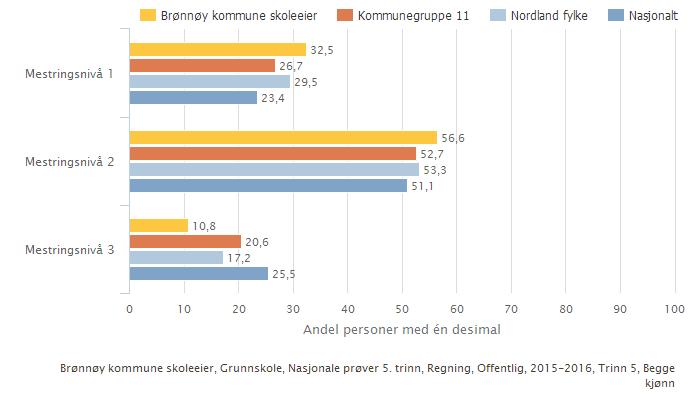 Brønnøy kommune skoleeier Kommunegruppe 11 Nordland fylke Nasjonalt
Mestringsnivå 1
32,5
26,7
29,5
23,4
Mestringsnivå 2
56,6
52,7
53,3
51,1
Mestringsnivå 3
10,8
20,6
17,2
25,5
0 10 20 30 40 50 60 70 80 90 100
Andel personer med én desimal
Brønnøy kommune skoleeier, Grunnskole, Nasjonale prøver 5. trinn, Regning, Offentlig, 2015-2016, Trinn 5, Begge
kjønn